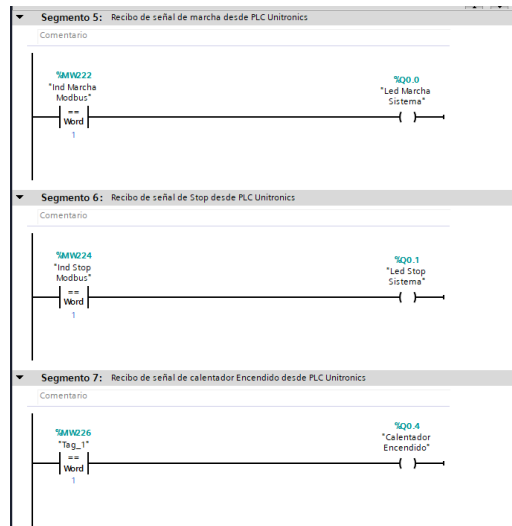 Segmento 5: Recibo de señal de marcha desde PLC Unitronics
Comentario
%MW222
"Ind Marcha
Modbus"
==
Word
1
%Q0.0
"Led Marcha
Sistema"
Segmento 6: Recibo de señal de Stop desde PLC Unitronics
Comentario
%MW224
"Ind Stop
Modbus"
==
Word
1
%Q0.1
"Led Stop
Sistema"
Segmento 7: Recibo de señal de calentador Encendido desde PLC Unitronics
Comentario
%MW226
"Tag_1"
==
Word
1
%Q0.4
"Calentador
Encendido"